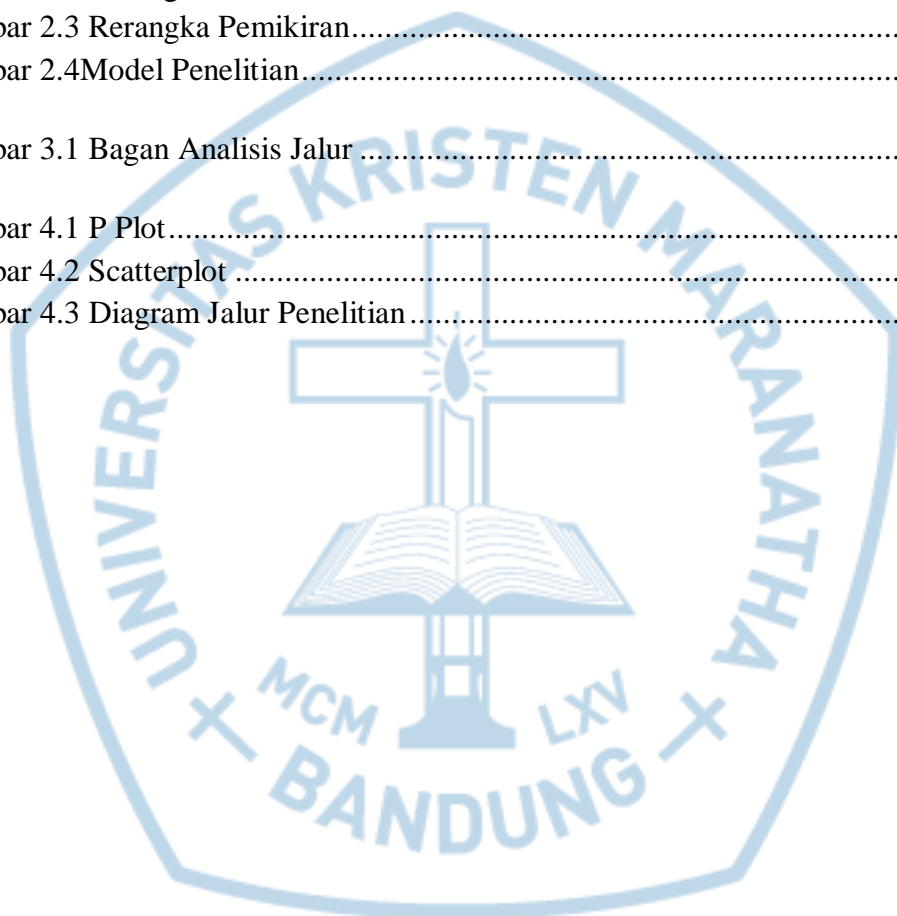 bar 2.3 Rerangka Pemikiran
bar 2.4Model Penelitian
bar 3.1 Bagan Analisis Jalur
bar 4.1 P Plot
bar 4.2 Scatterplot
bar 4.3 Diagram Jalur Penelitian
UNIVERSITAS KRISTEN MARANATHA
MCM LXV
BANDUNG